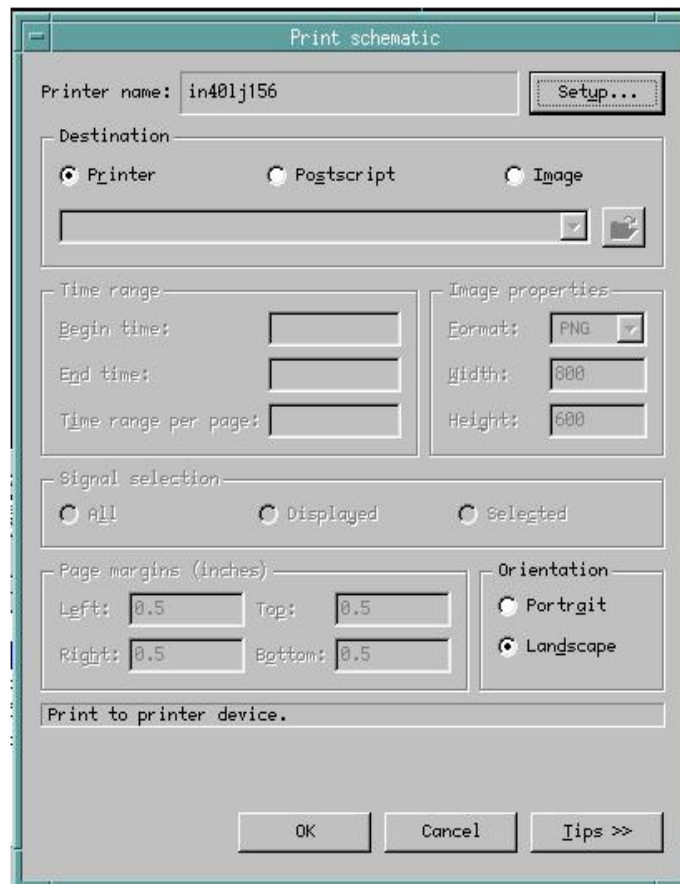 Print schematic
Printer name: in40lj156 Setup...
Destination
Printer Postscript Image
Time range Image properties
Begin time: Format: PNG
End time: Width: 800
Time range per page: Height: 600
Signal selection
All Displayed Selected
Page margins (inches) Orientation
Left: 0.5 Top: 0.5 Portrait
Right: 0.5 Bottom: 0.5 Landscape
Print to printer device.
OK Cancel Tips >>